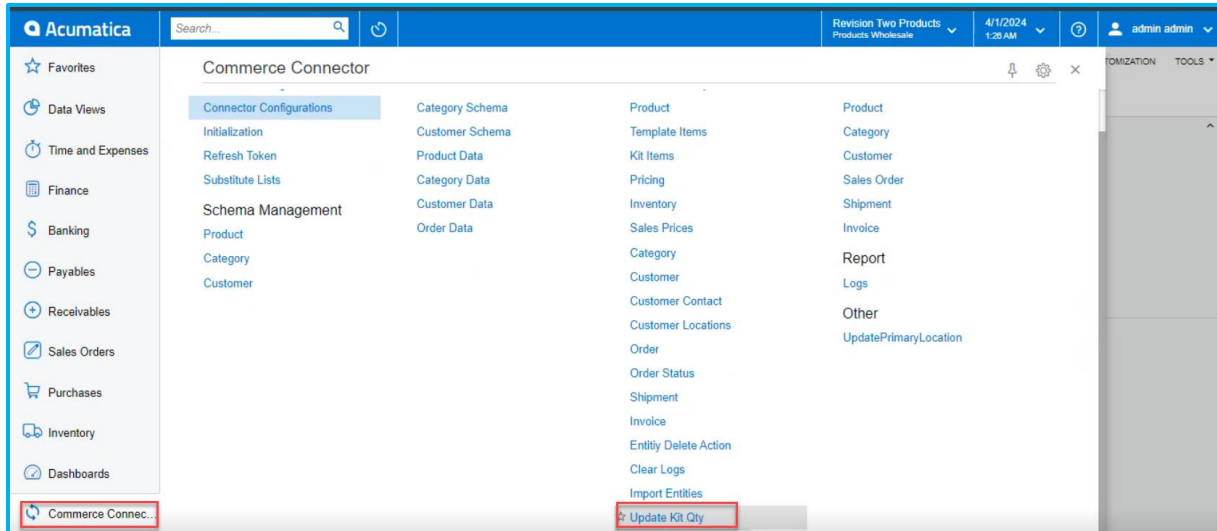 Acumatica
Search...
Revision Two Products
Products Wholesale
4/1/2024
1:26 AM
admin admin
Favorites
Data Views
Time and Expenses
Finance
Banking
Payables
Receivables
Sales Orders
Purchases
Inventory
Dashboards
Commerce Connec...
Commerce Connector
Connector Configurations
Initialization
Refresh Token
Substitute Lists
Schema Management
Product
Category
Customer
Category Schema
Customer Schema
Product Data
Category Data
Customer Data
Order Data
Product
Template Items
Kit Items
Pricing
Inventory
Sales Prices
Category
Customer
Customer Contact
Customer Locations
Order
Order Status
Shipment
Invoice
Entitiy Delete Action
Clear Logs
Import Entities
Update Kit Qty
Product
Category
Customer
Sales Order
Shipment
Invoice
Report
Logs
Other
UpdatePrimaryLocation
TOMIZATION
TOOLS